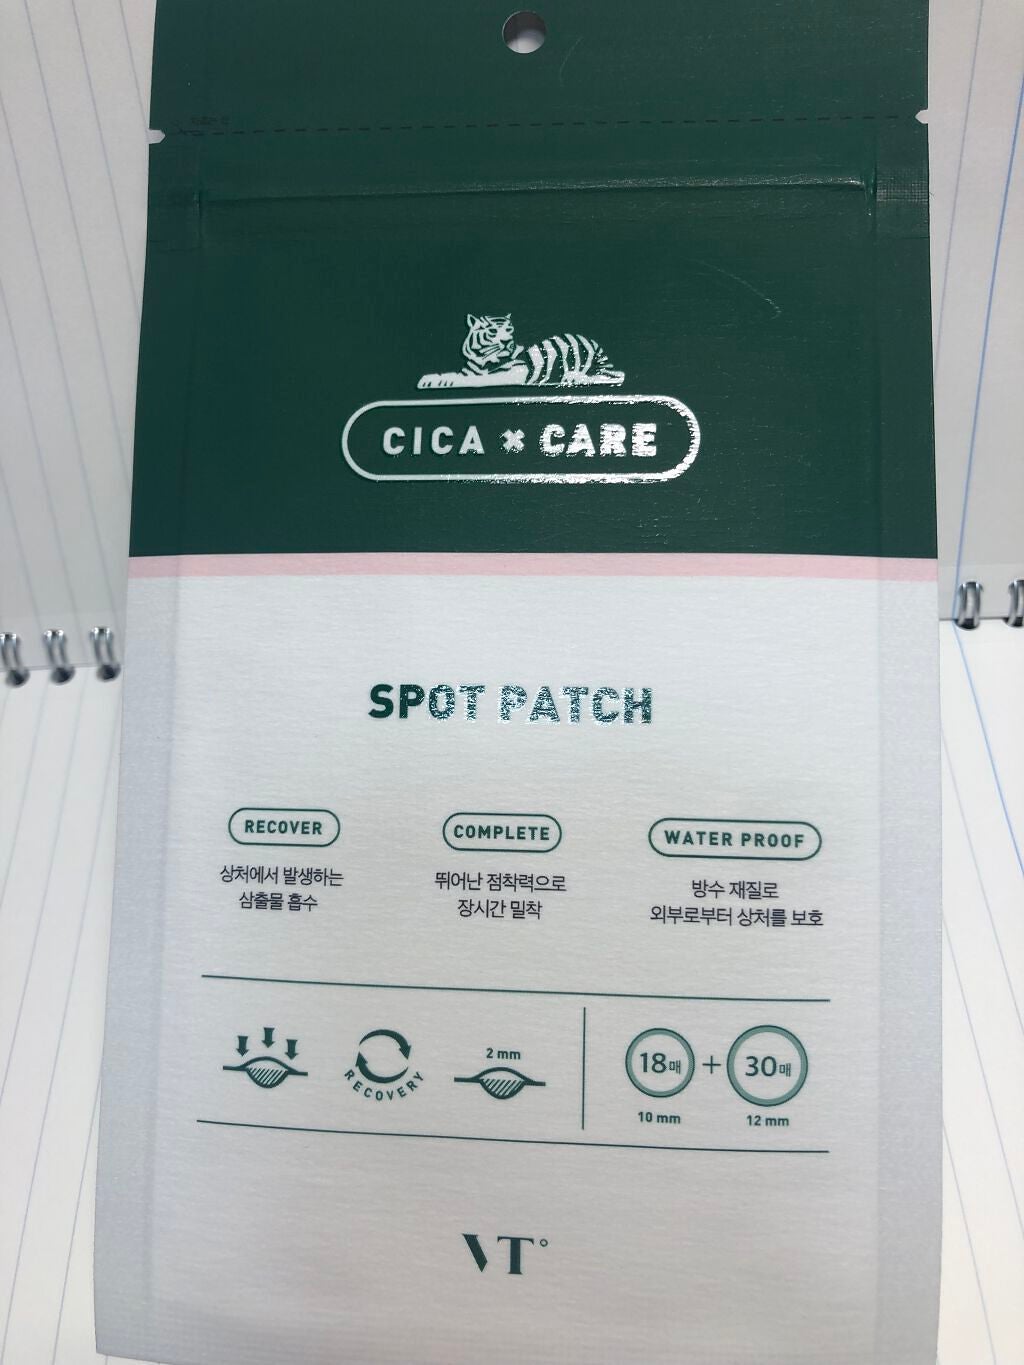 CICA × CARE
SPOT PATCH
RECOVER
상처에서 발생하는
삼출물 흡수
COMPLETE
뛰어난 점착력으로
장시간 밀착
WATER PROOF
방수 재질로
외부로부터 상처를 보호
RECOVERY
2 mm
18매 + 30매
10 mm 12 mm
VT°